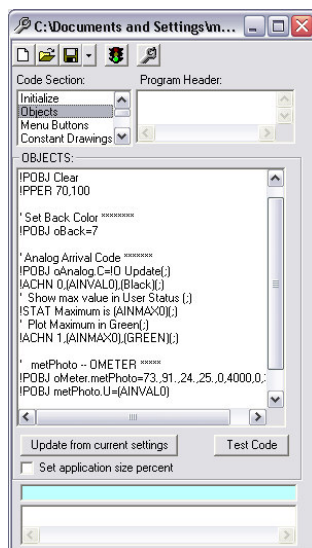 C:\Documents and Settings\m...
Code Section:
Program Header:
Initialize
Objects
Menu Buttons
Constant Drawings
OBJECTS:
!POBJ Clear
!PPER 70,100
' Set Back Color ********
!POBJ oBack=7
' Analog Arrival Code *******
!POBJ oAnalog.C=IO Update(;)
!ACHN 0,(AINVAL0),(Black)(;)
' Show max value in User Status (;)
!STAT Maximum is (AINMAX0)(;)
' Plot Maximum in Green(;)
!ACHN 1,(AINMAX0),(GREEN)(;)
' metPhoto -- OMETER *****
!POBJ oMeter.metPhoto=73.,91.,24.,25.,0,4000,0,
!POBJ metPhoto.U=(AINVAL0)
Update from current settings
Test Code
Set application size percent